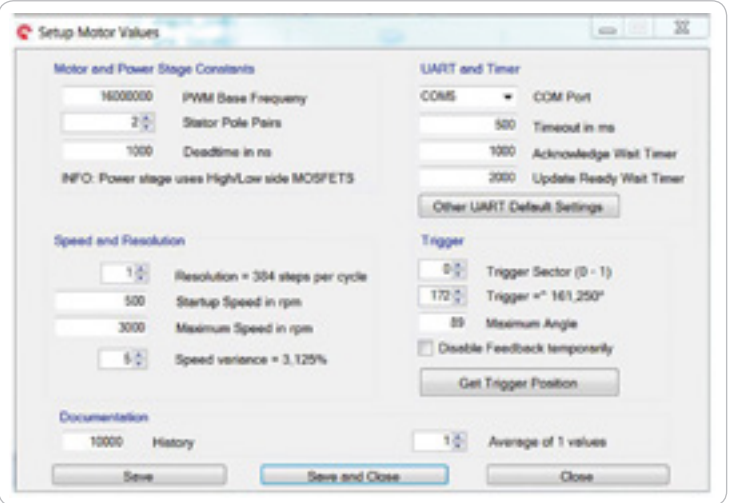 Setup Motor Values
Motor and Power Stage Constants
16000000 PWM Base Frequeny
2 Stator Pole Pairs
1000 Deadtime in ns
INFO: Power stage uses High/Low side MOSFETS
UART and Timer
COM5 COM Port
500 Timeout in ms
1000 Acknowledge Wait Timer
2000 Update Ready Wait Timer
Other UART Default Settings
Speed and Resolution
1 Resolution = 384 steps per cycle
500 Startup Speed in rpm
3000 Maximum Speed in rpm
5 Speed variance = 3,125%
Trigger
0 Trigger Sector (0 - 1)
172 Trigger =^ 161,250°
89 Maximum Angle
Disable Feedback temporarily
Get Trigger Position
Documentation
10000 History
1 Average of 1 values
Save Save and Close Close